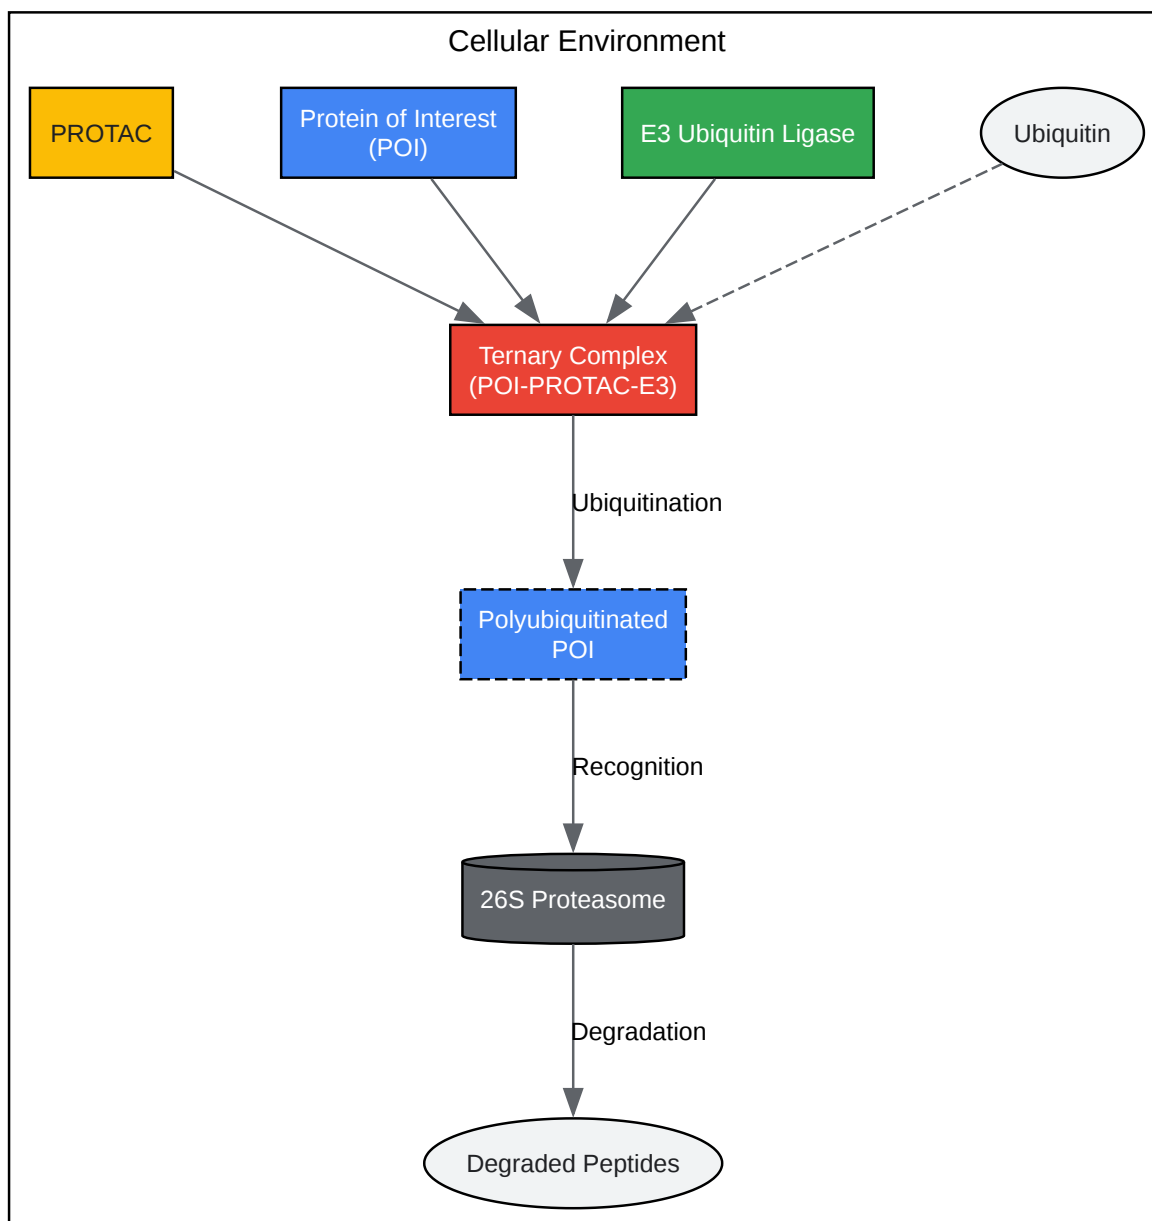 Cellular Environment
PROTAC
Protein of Interest
(POI)
E3 Ubiquitin Ligase
Ubiquitin
Ternary Complex
(POI-PROTAC-E3)
Ubiquitination
Polyubiquitinated
POI
Recognition
26S Proteasome
Degradation
Degraded Peptides